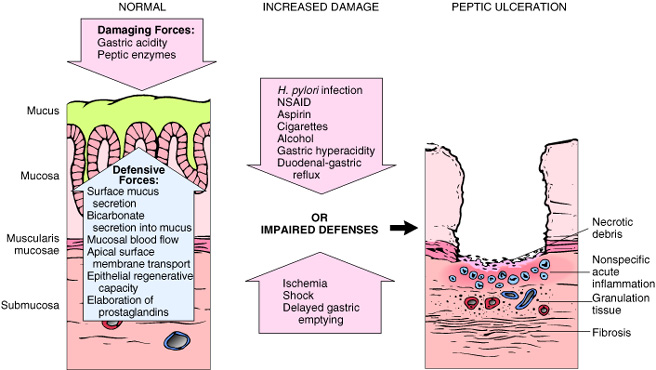 NORMAL
Damaging Forces:
Gastric acidity
Peptic enzymes
Mucus
Mucosa
Muscularis
mucosae
Submucosa
Defensive
Forces:
Surface mucus
secretion
Bicarbonate
secretion into mucus
Mucosal blood flow
Apical surface
membrane transport
Epithelial regenerative
capacity
Elaboration of
prostaglandins
INCREASED DAMAGE
H. pylori infection
NSAID
Aspirin
Cigarettes
Alcohol
Gastric hyperacidity
Duodenal-gastric
reflux
OR
IMPAIRED DEFENSES
Ischemia
Shock
Delayed gastric
emptying
PEPTIC ULCERATION
Necrotic
debris
Nonspecific
acute
inflammation
Granulation
tissue
Fibrosis